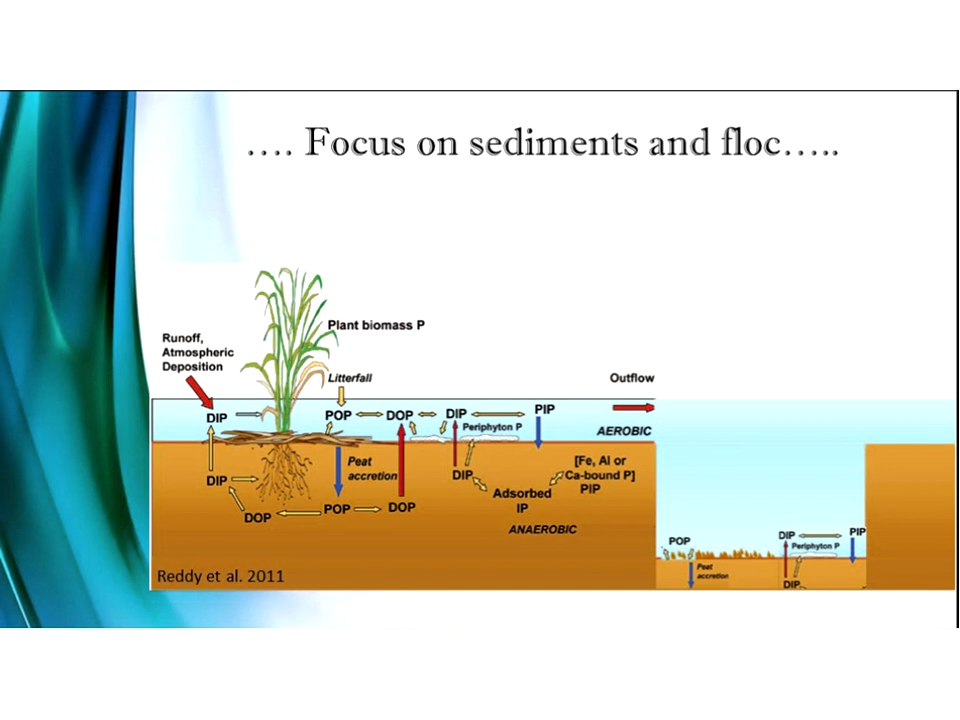 …. Focus on sediments and floc…..
Plant biomass P
Runoff,
Atmospheric
Deposition
Litterfall
Outflow
DIP
POP
DOP
DIP
PIP
Periphyton P
AEROBIC
Peat
accretion
DIP
DIP
[Fe, Al or
Ca-bound P]
PIP
Adsorbed
IP
DOP
POP
DOP
ANAEROBIC
POP
DIP
PIP
Periphyton P
Peat
accretion
DIP
Reddy et al. 2011